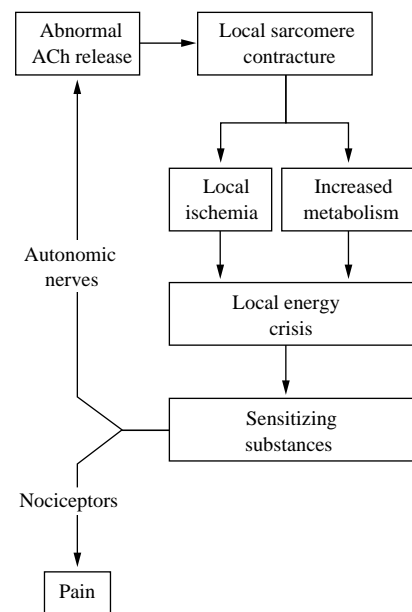 Abnormal
ACh release
Local sarcomere
contracture
Local
ischemia
Increased
metabolism
Autonomic
nerves
Local energy
crisis
Sensitizing
substances
Nociceptors
Pain